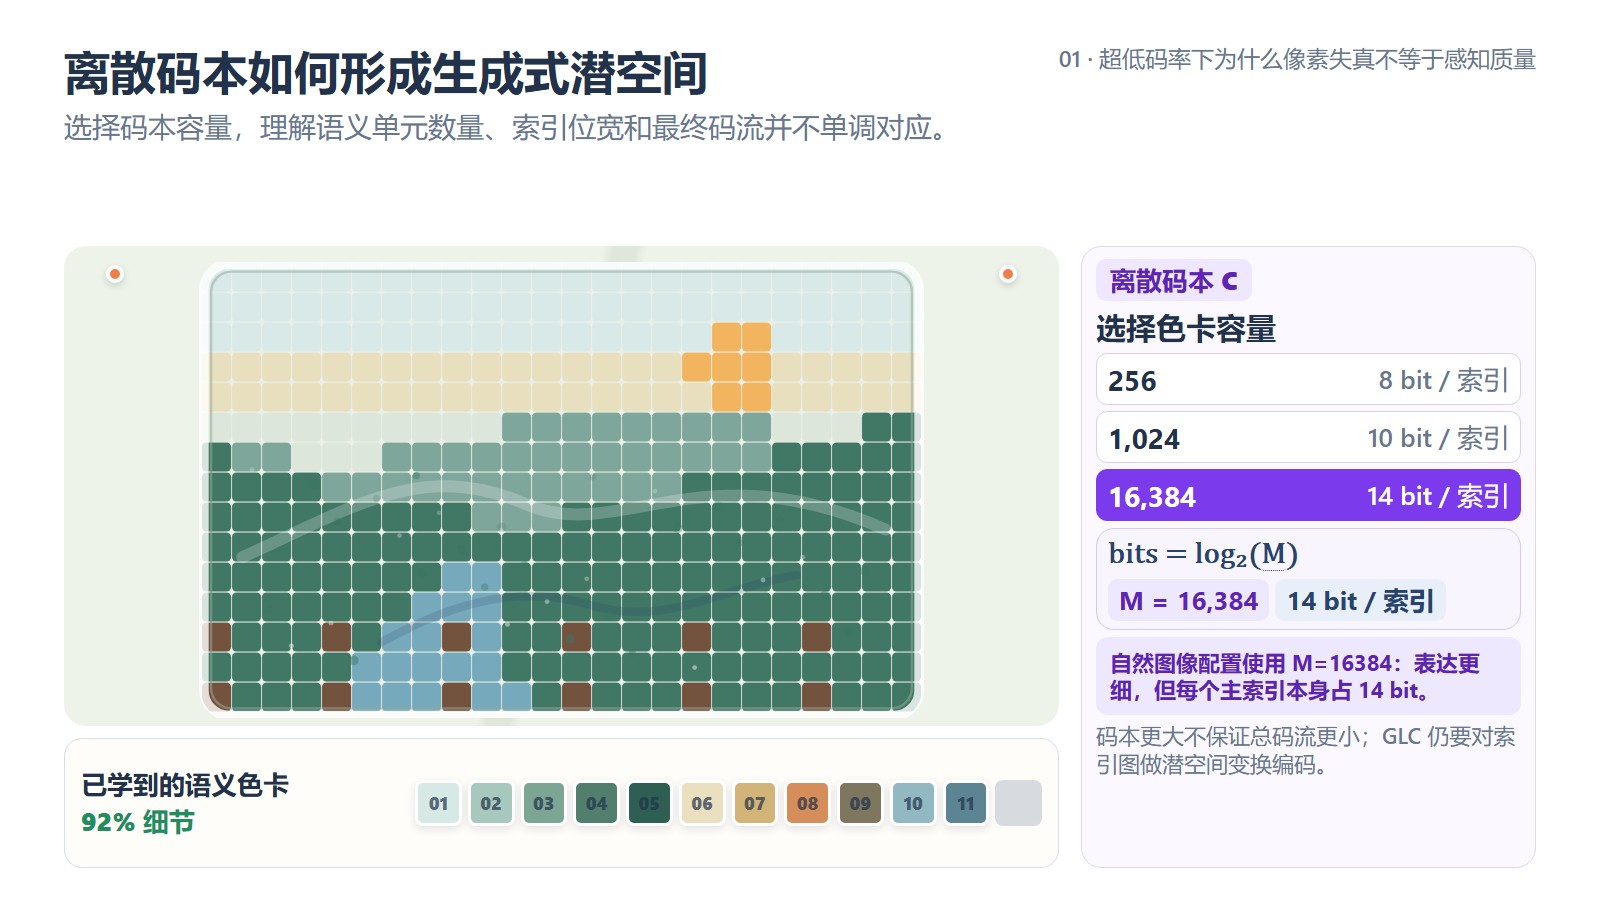 离散码本如何形成生成式潜空间
01 · 超低码率下为什么像素失真不等于感知质量
选择码本容量，理解语义单元数量、索引位宽和最终码流并不单调对应。
离散码本 C
选择色卡容量
256 8 bit / 索引
1,024 10 bit / 索引
16,384 14 bit / 索引
bits = log₂(M)
M = 16,384 14 bit / 索引
自然图像配置使用 M=16384：表达更
细，但每个主索引本身占 14 bit。
码本更大不保证总码流更小；GLC 仍要对索
引图做潜空间变换编码。
已学到的语义色卡
92% 细节
01 02 03 04 05 06 07 08 09 10 11